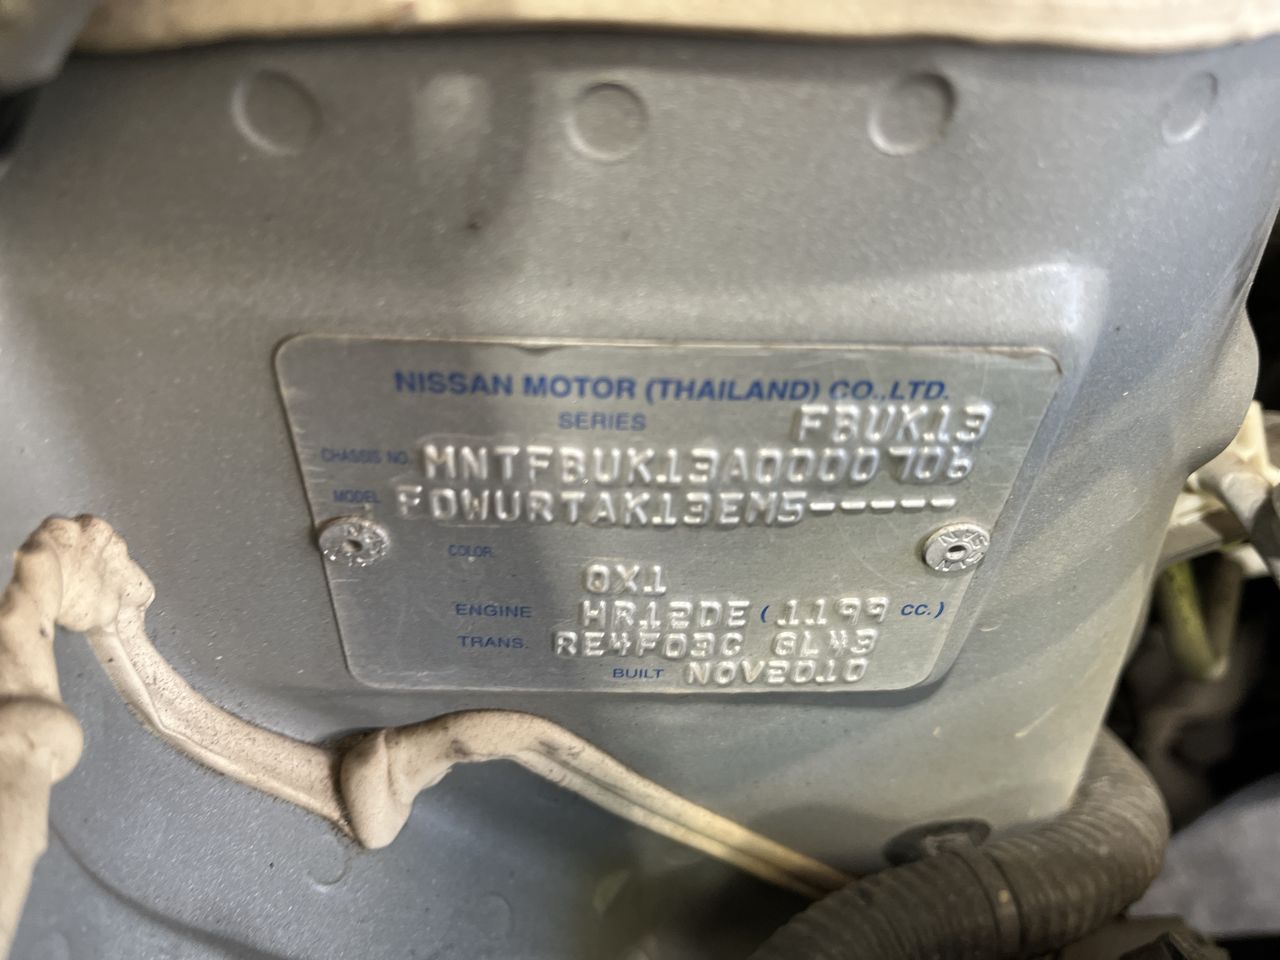 NISSAN MOTOR (THAILAND) CO.,LTD.
SERIES FBUK13
CHASSIS NO. MNTFBUK13A0000706
MODEL FDWURTAK13EM5-----
COLOR
QX1
ENGINE HR12DE (1199 CC.)
TRANS. RE4F03C GL43
BUILT NOV2010